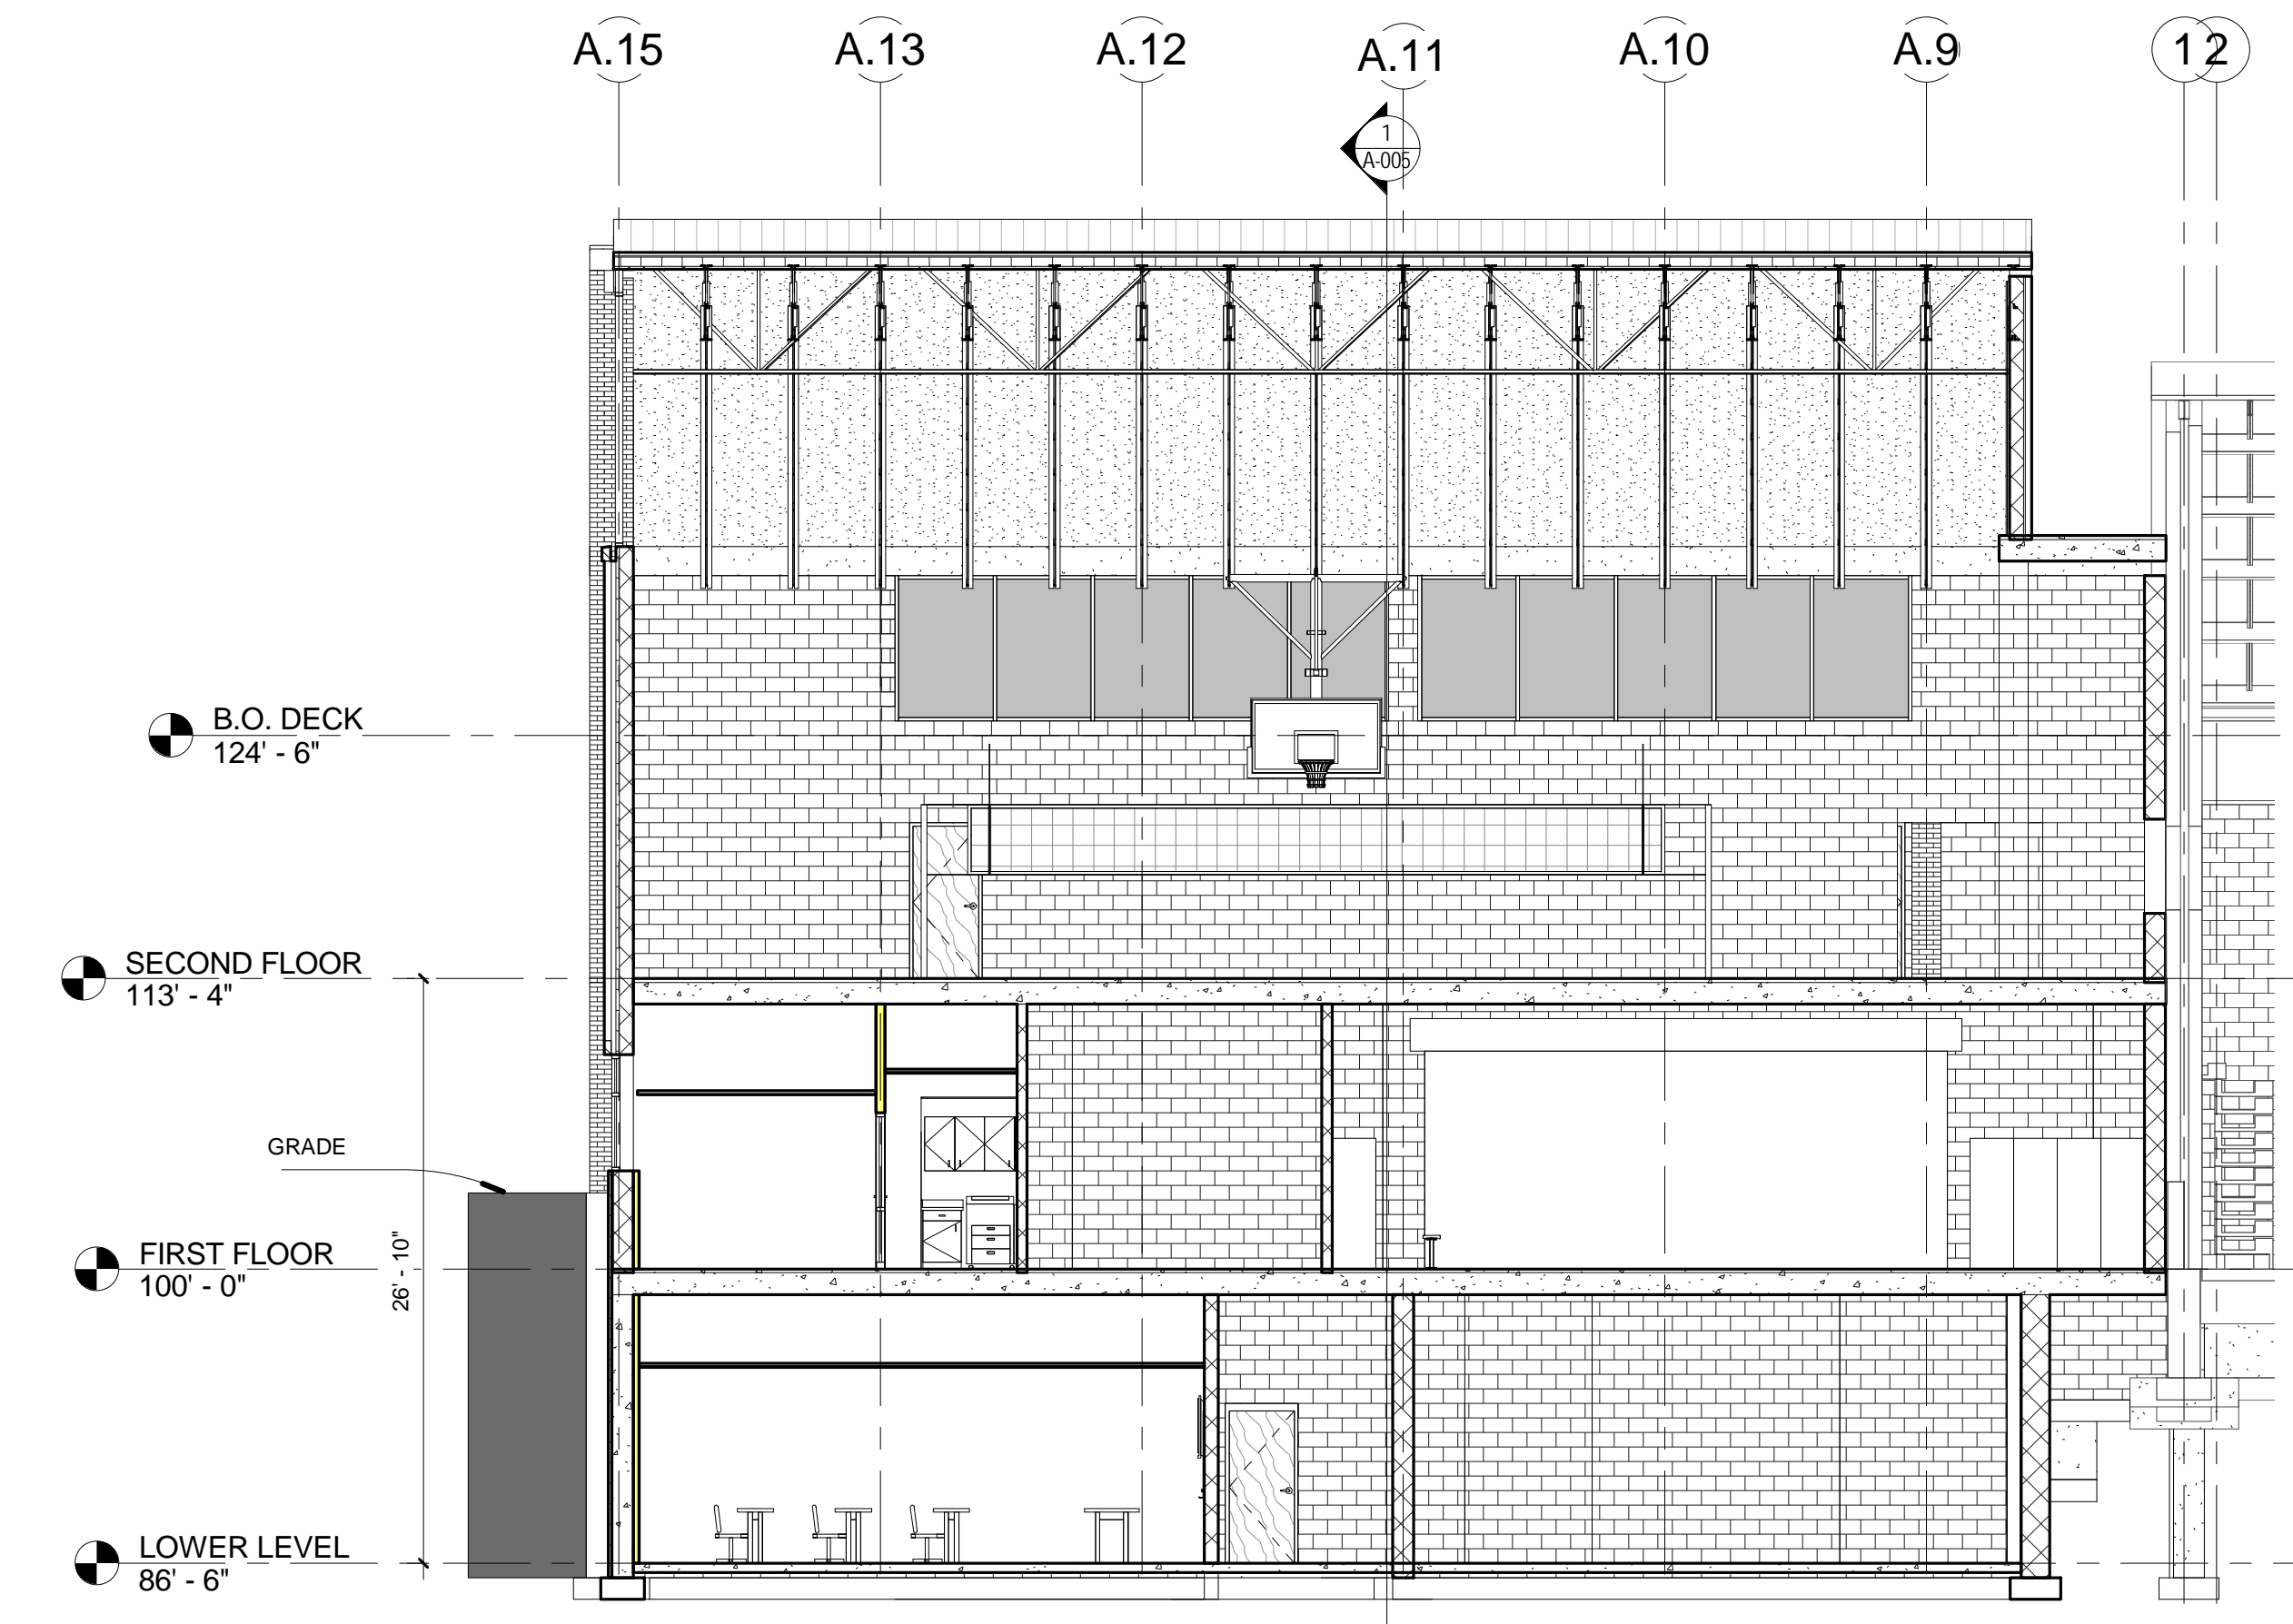 A.15
A.13
A.12
A.11
A.10
A.9
1
2
1
A-005
B.O. DECK
124' - 6"
SECOND FLOOR
113' - 4"
GRADE
FIRST FLOOR
100' - 0"
26' - 10"
LOWER LEVEL
86' - 6"